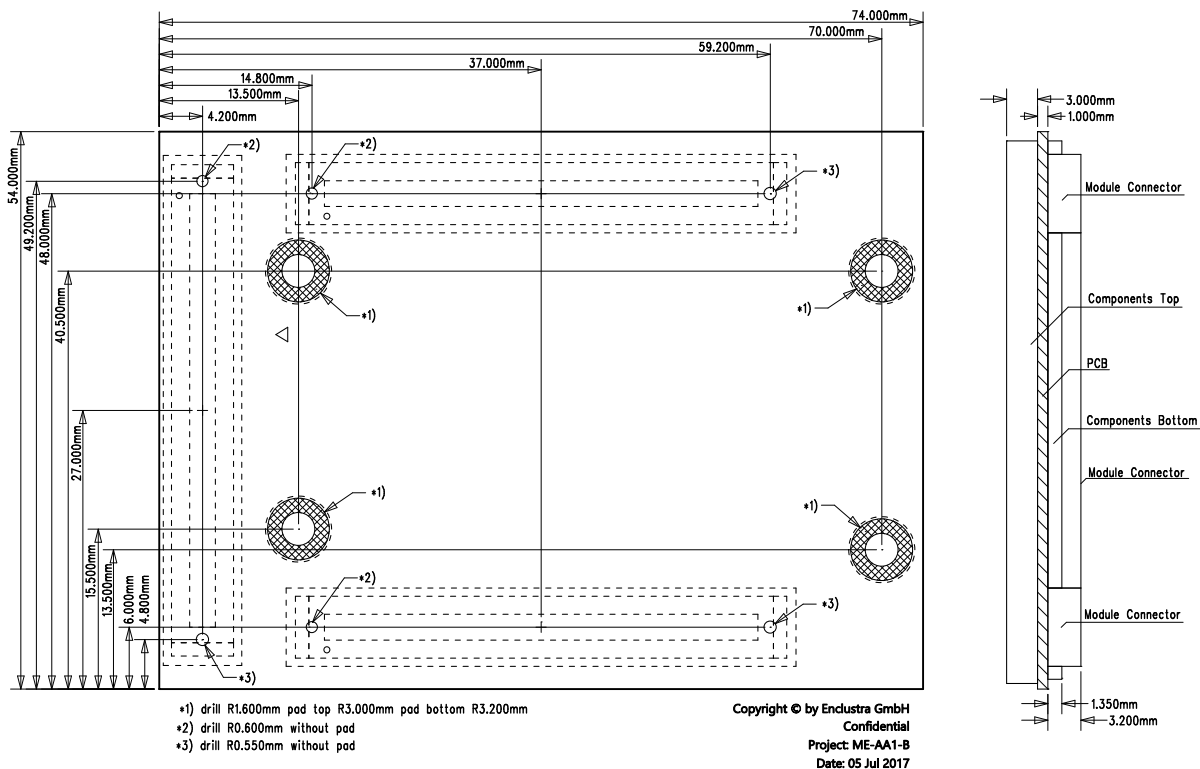 74.000mm
70.000mm
59.200mm
37.000mm
14.800mm
13.500mm
4.200mm
3.000mm
1.000mm
*2)
*2)
*3)
54.000mm
49.200mm
48.000mm
40.500mm
27.000mm
15.500mm
13.500mm
6.000mm
4.800mm
*1)
*1)
*1)
*1)
*2)
*3)
*3)
Module Connector
Components Top
PCB
Components Bottom
Module Connector
Module Connector
1.350mm
3.200mm
*1) drill R1.600mm pad top R3.000mm pad bottom R3.200mm
*2) drill R0.600mm without pad
*3) drill R0.550mm without pad
Copyright © by Enclustra GmbH
Confidential
Project: ME-AA1-B
Date: 05 Jul 2017